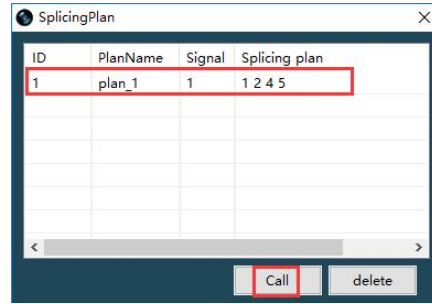 SplicingPlan
ID PlanName Signal Splicing plan
1 plan_1 1 1 2 4 5
Call delete